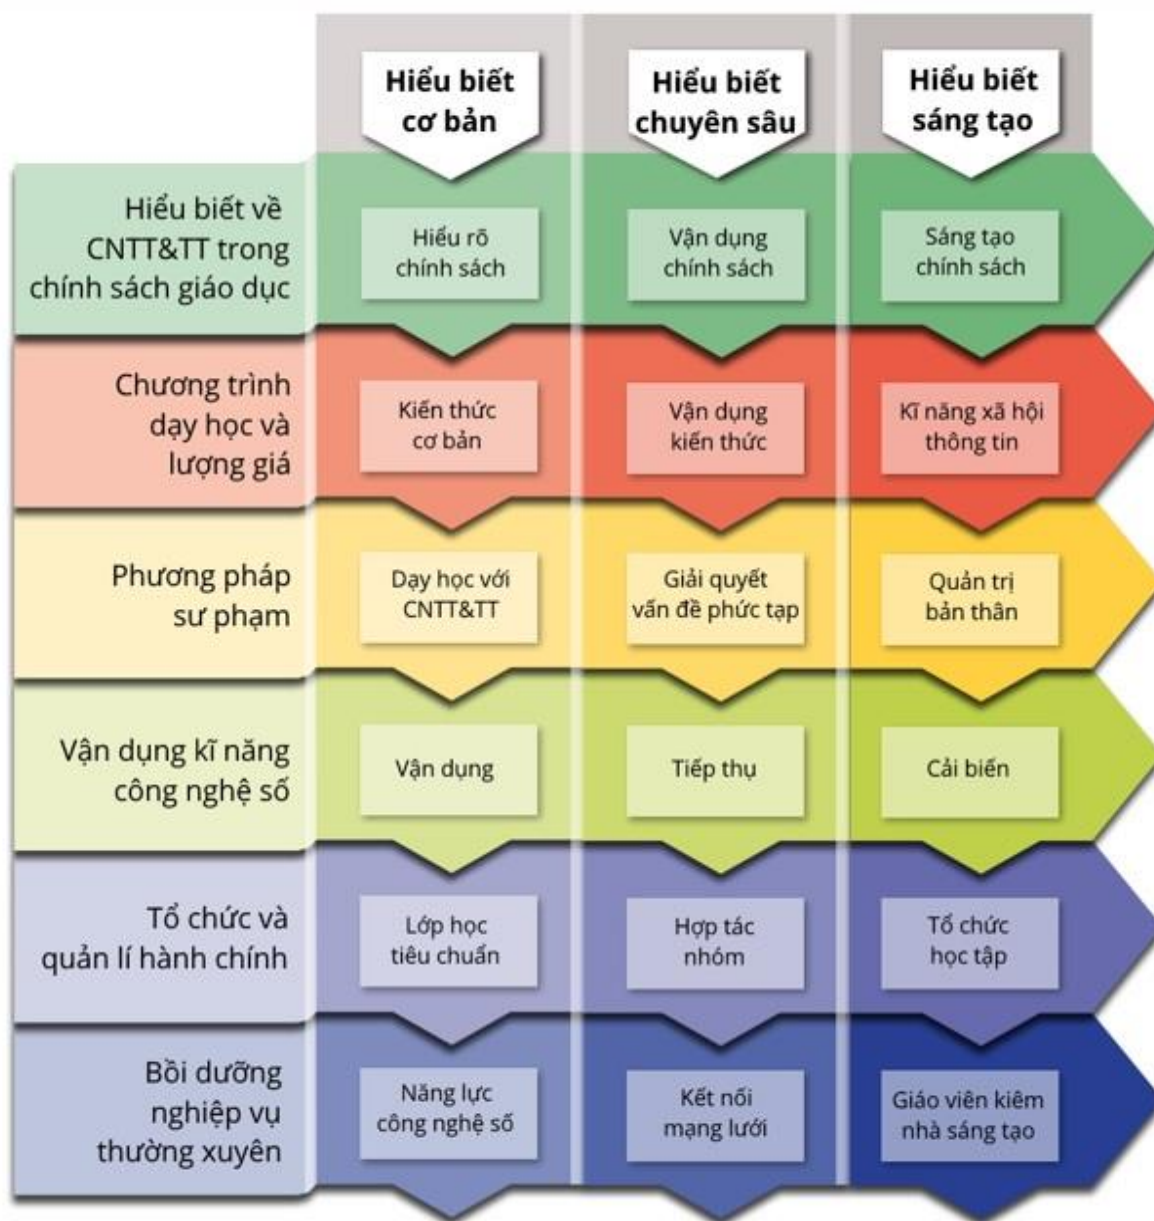 Hiểu biết
cơ bản
Hiểu biết
chuyên sâu
Hiểu biết
sáng tạo
Hiểu biết về
CNTT&TT trong
chính sách giáo dục
Hiểu rõ
chính sách
Vận dụng
chính sách
Sáng tạo
chính sách
Chương trình
dạy học và
lượng giá
Kiến thức
cơ bản
Vận dụng
kiến thức
Kĩ năng xã hội
thông tin
Phương pháp
sư phạm
Dạy học với
CNTT&TT
Giải quyết
vấn đề phức tạp
Quản trị
bản thân
Vận dụng kĩ năng
công nghệ số
Vận dụng
Tiếp thụ
Cải biến
Tổ chức và
quản lí hành chính
Lớp học
tiêu chuẩn
Hợp tác
nhóm
Tổ chức
học tập
Bồi dưỡng
nghiệp vụ
thường xuyên
Năng lực
công nghệ số
Kết nối
mạng lưới
Giáo viên kiêm
nhà sáng tạo